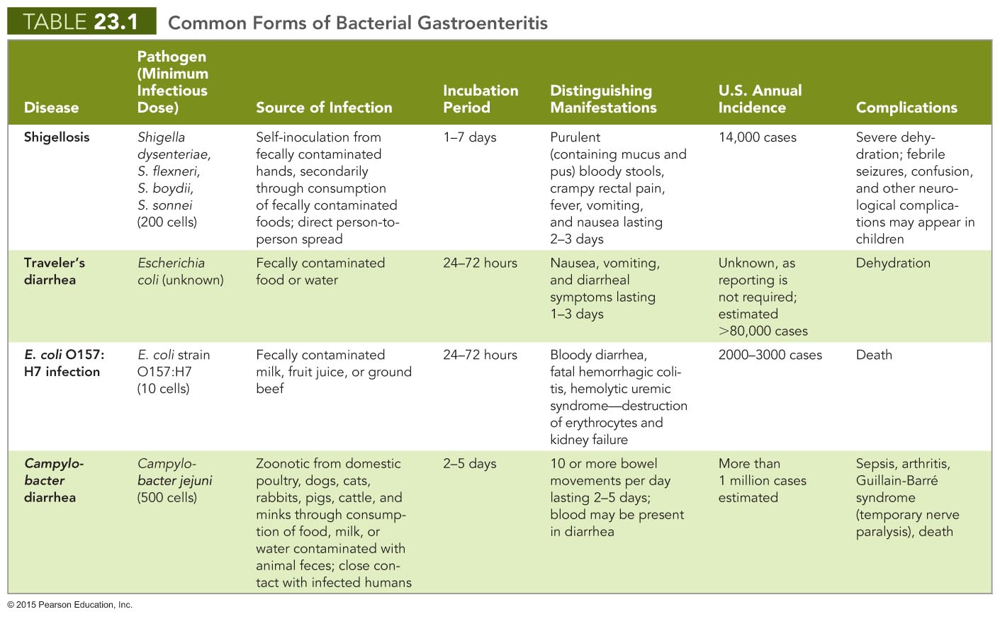 TABLE 23.1 Common Forms of Bacterial Gastroenteritis
Disease
Pathogen
(Minimum
Infectious
Dose)
Source of Infection
Incubation
Period
Distinguishing
Manifestations
U.S. Annual
Incidence
Complications
Shigellosis
Shigella
dysenteriae,
S. flexneri,
S. boydii,
S. sonnei
(200 cells)
Self-inoculation from
fecally contaminated
hands, secondarily
through consumption
of fecally contaminated
foods; direct person-to-
person spread
1–7 days
Purulent
(containing mucus and
pus) bloody stools,
crampy rectal pain,
fever, vomiting,
and nausea lasting
2–3 days
14,000 cases
Severe dehy-
dration; febrile
seizures, confusion,
and other neuro-
logical complica-
tions may appear in
children
Traveler’s
diarrhea
Escherichia
coli (unknown)
Fecally contaminated
food or water
24–72 hours
Nausea, vomiting,
and diarrheal
symptoms lasting
1–3 days
Unknown, as
reporting is
not required;
estimated
>80,000 cases
Dehydration
E. coli O157:
H7 infection
E. coli strain
O157:H7
(10 cells)
Fecally contaminated
milk, fruit juice, or ground
beef
24–72 hours
Bloody diarrhea,
fatal hemorrhagic coli-
tis, hemolytic uremic
syndrome—destruction
of erythrocytes and
kidney failure
2000–3000 cases
Death
Campylo-
bacter
diarrhea
Campylo-
bacter jejuni
(500 cells)
Zoonotic from domestic
poultry, dogs, cats,
rabbits, pigs, cattle, and
minks through consump-
tion of food, milk, or
water contaminated with
animal feces; close con-
tact with infected humans
2–5 days
10 or more bowel
movements per day
lasting 2–5 days;
blood may be present
in diarrhea
More than
1 million cases
estimated
Sepsis, arthritis,
Guillain-Barré
syndrome
(temporary nerve
paralysis), death
© 2015 Pearson Education, Inc.